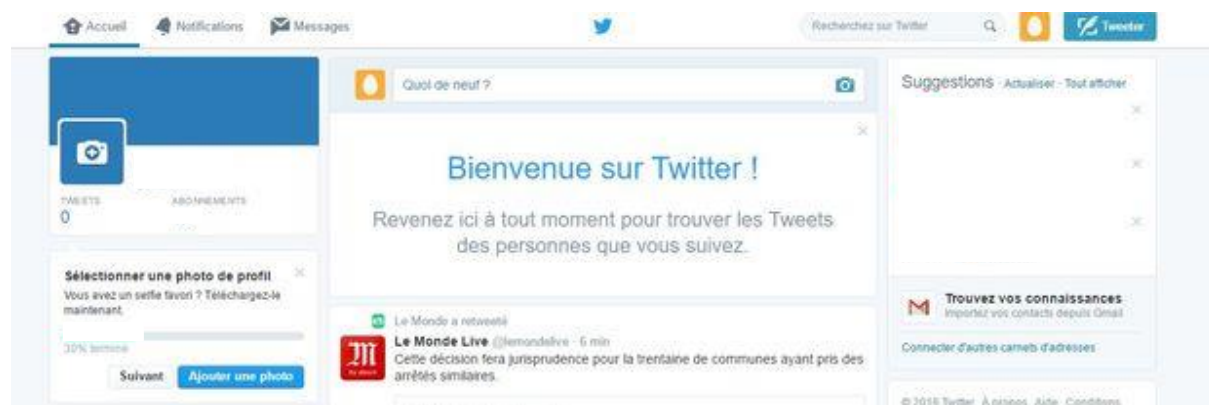 Accueil Notifications Messages
Recherchez sur Twitter
Tweeter
TWEETS ABONNEMENTS
0
Sélectionner une photo de profil
Vous avez un selfie favori ? Téléchargez-le
maintenant.
30% terminé
Suivant Ajouter une photo
Quoi de neuf ?
Bienvenue sur Twitter !
Revenez ici à tout moment pour trouver les Tweets
des personnes que vous suivez.
Le Monde a retweeté
Le Monde Live @lemondelive · 6 min
Cette décision fera jurisprudence pour la trentaine de communes ayant pris des
arrêtés similaires.
Suggestions · Actualiser · Tout afficher
Trouvez vos connaissances
Importez vos contacts depuis Gmail
Connecter d'autres carnets d'adresses
© 2016 Twitter À propos Aide Conditions